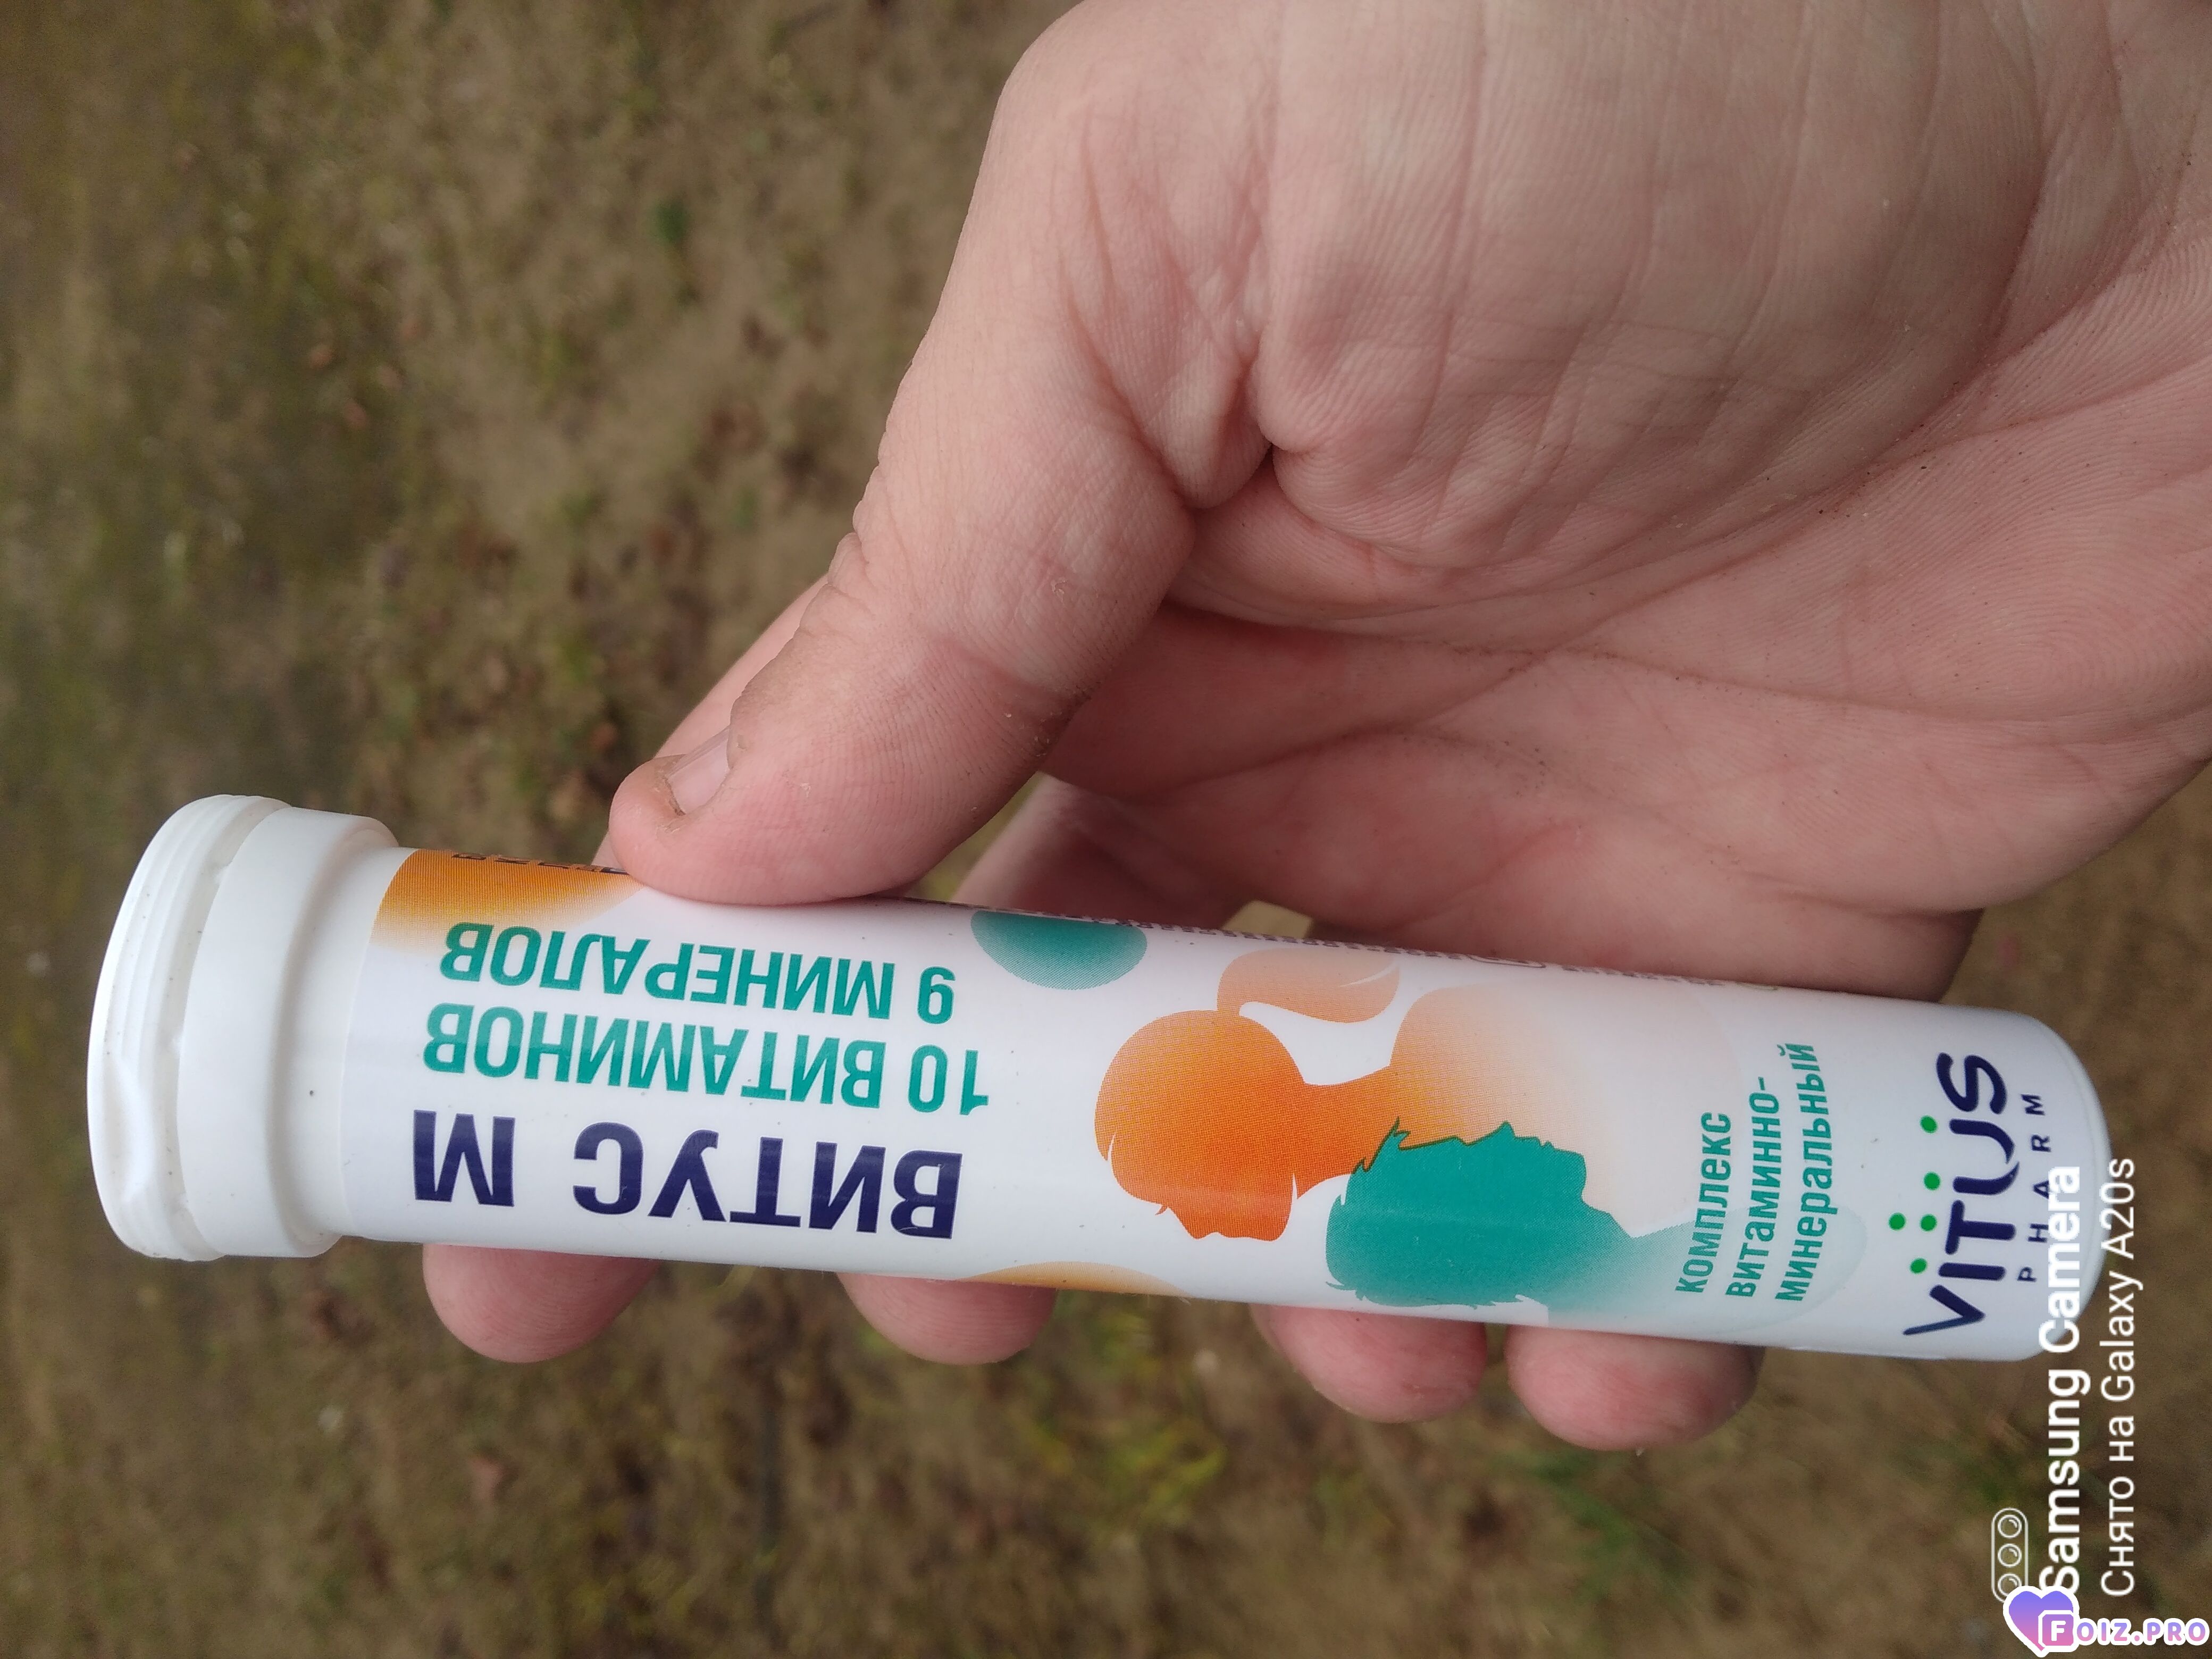 ВИТУС М
10 ВИТАМИНОВ
9 МИНЕРАЛОВ
комплекс
витаминно-
минеральный
VITUS
PHARM
Samsung Camera
Снято на Galaxy A20s
FOIZ.PRO